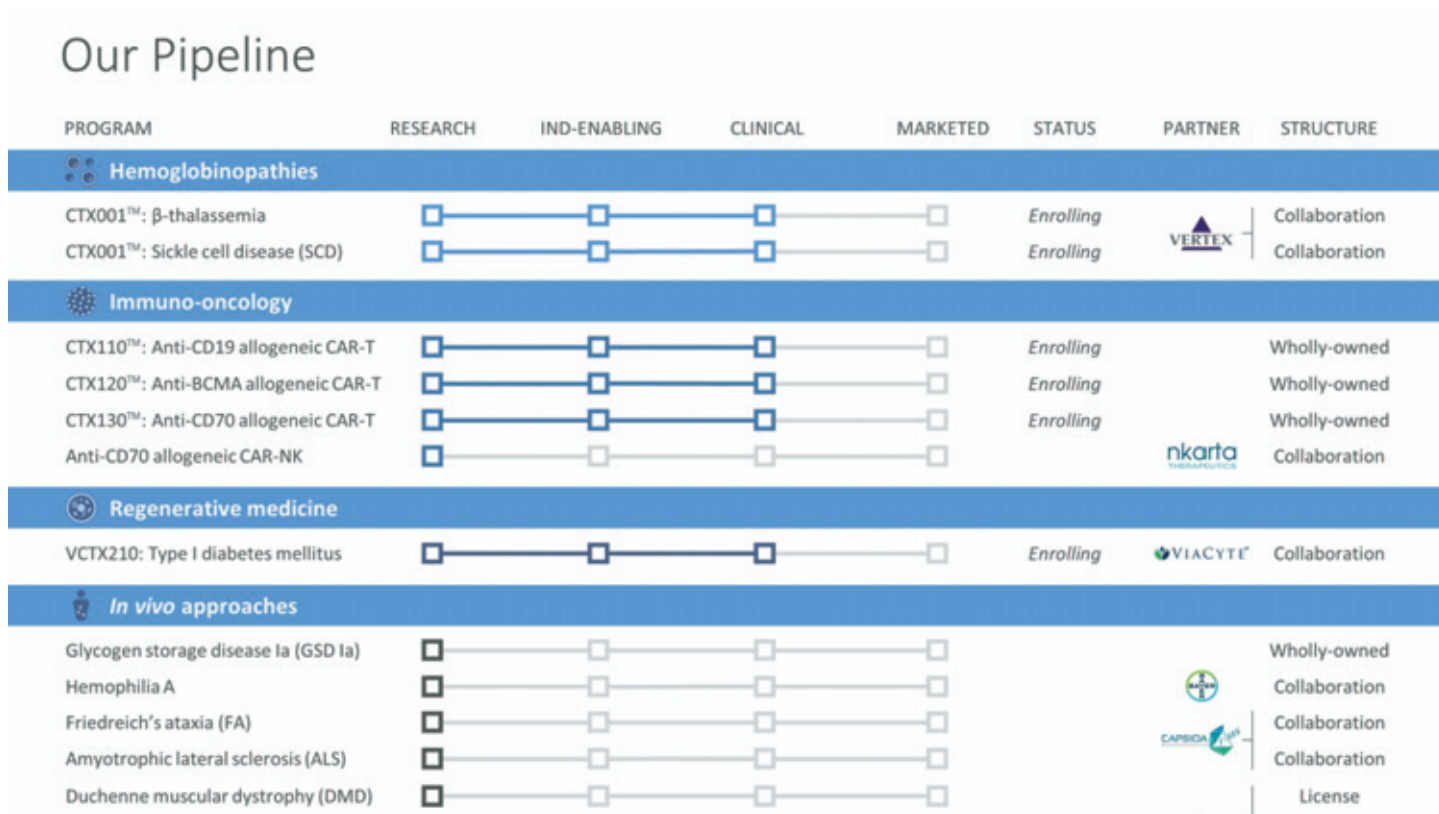 Our Pipeline
PROGRAM RESEARCH IND-ENABLING CLINICAL MARKETED STATUS PARTNER STRUCTURE
Hemoglobinopathies
CTX001™: β-thalassemia Enrolling Collaboration
VERTEX
CTX001™: Sickle cell disease (SCD) Enrolling Collaboration
Immuno-oncology
CTX110™: Anti-CD19 allogeneic CAR-T Enrolling Wholly-owned
CTX120™: Anti-BCMA allogeneic CAR-T Enrolling Wholly-owned
CTX130™: Anti-CD70 allogeneic CAR-T Enrolling Wholly-owned
Anti-CD70 allogeneic CAR-NK nkarta Collaboration
THERAPEUTICS
Regenerative medicine
VCTX210: Type I diabetes mellitus Enrolling VIACYTE Collaboration
In vivo approaches
Glycogen storage disease Ia (GSD Ia) Wholly-owned
Hemophilia A BAYER Collaboration
Friedreich’s ataxia (FA) Collaboration
CAPSIDA
Amyotrophic lateral sclerosis (ALS) Collaboration
Duchenne muscular dystrophy (DMD) License